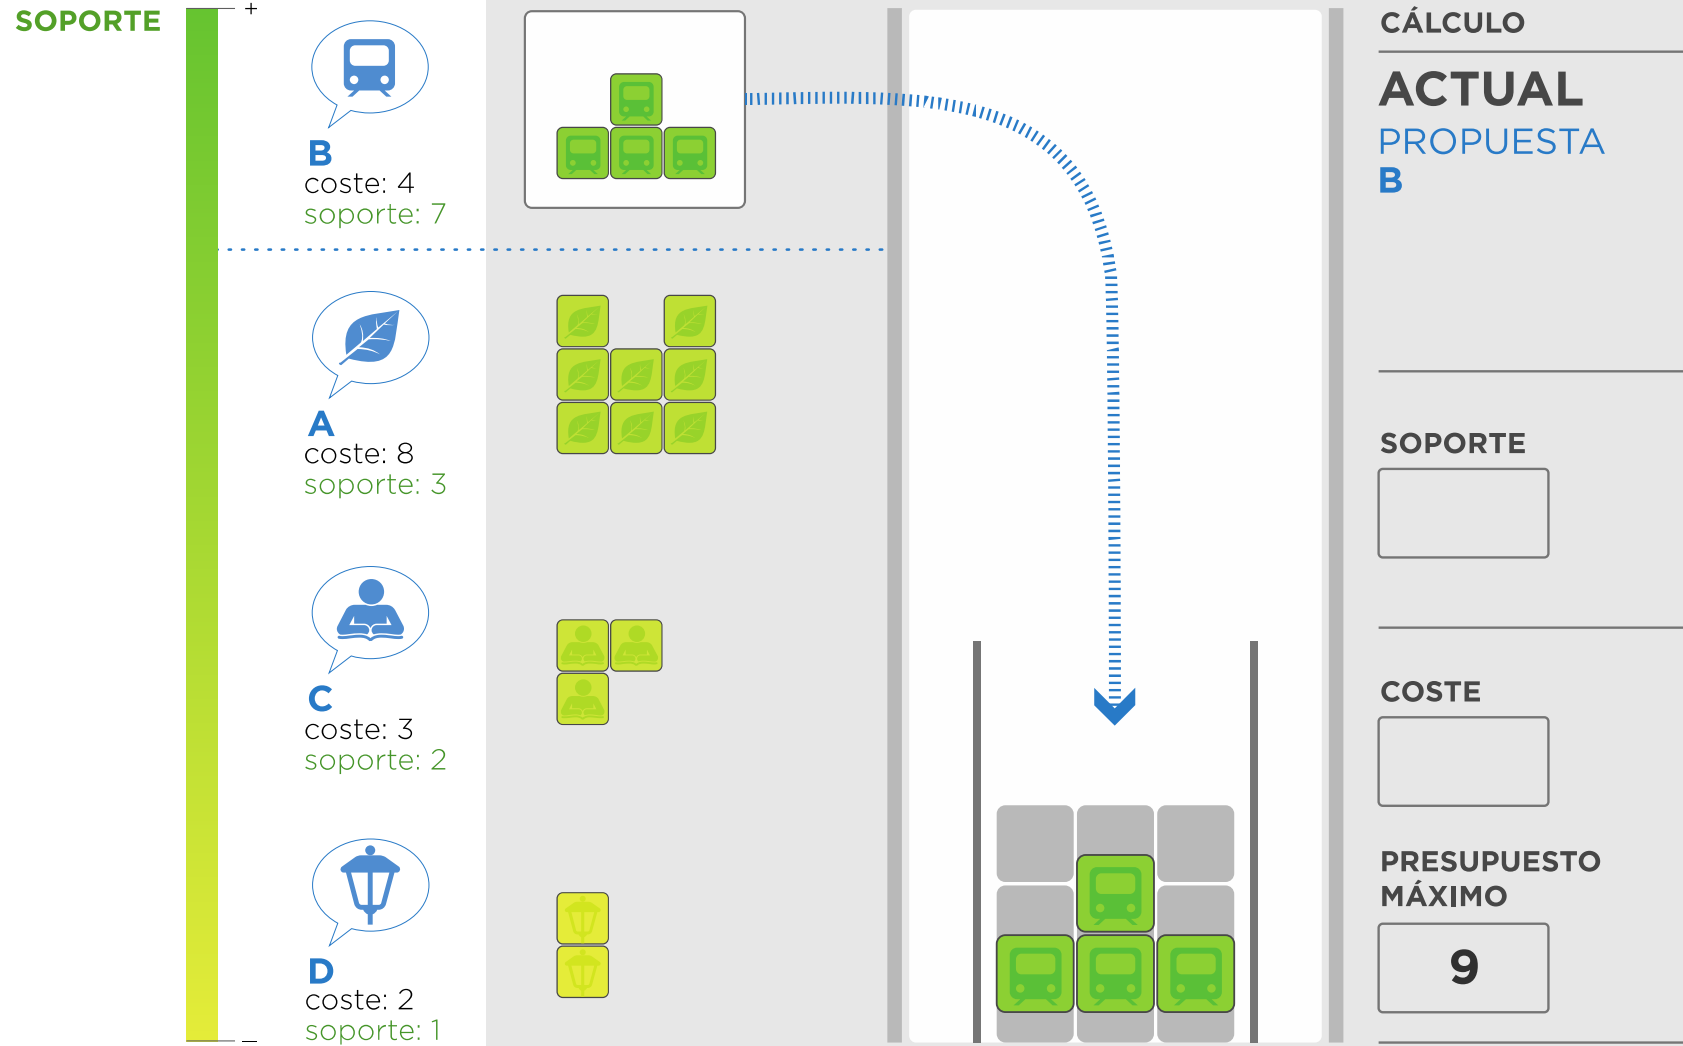 SOPORTE
+
B
coste: 4
soporte: 7
A
coste: 8
soporte: 3
C
coste: 3
soporte: 2
D
coste: 2
soporte: 1
–
CÁLCULO
ACTUAL
PROPUESTA
B
SOPORTE
COSTE
PRESUPUESTO
MÁXIMO
9